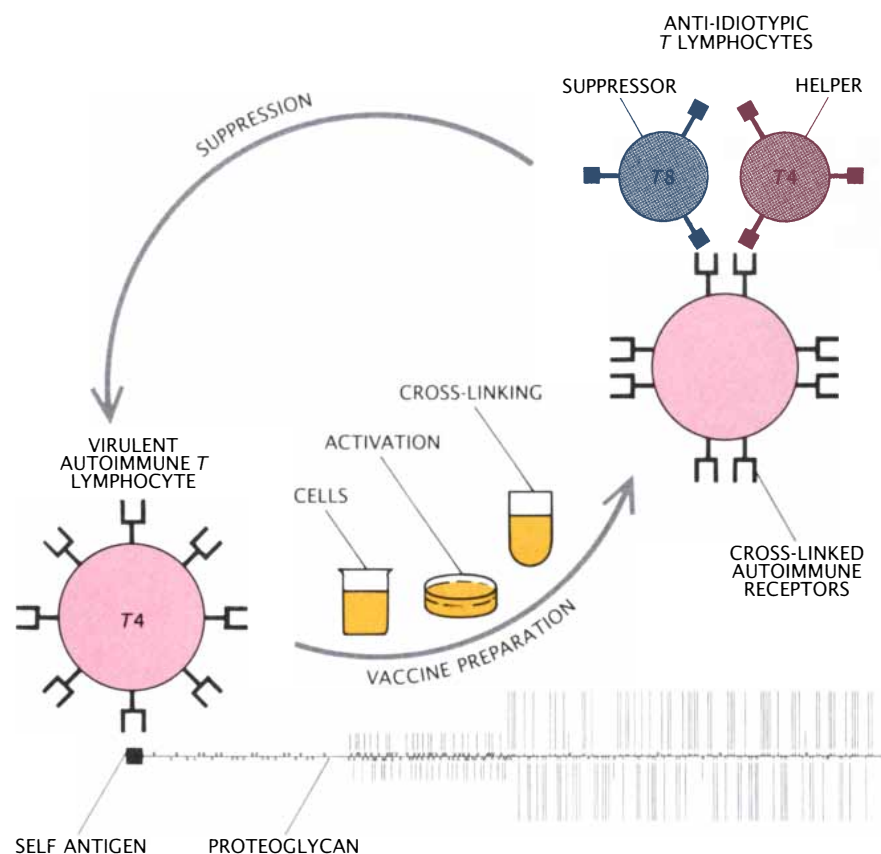 ANTI-IDIOTYPIC
T LYMPHOCYTES
SUPPRESSOR
HELPER
SUPPRESSION
T8
T4
CROSS-LINKING
ACTIVATION
CELLS
VIRULENT
AUTOIMMUNE T
LYMPHOCYTE
T4
CROSS-LINKED
AUTOIMMUNE
RECEPTORS
VACCINE PREPARATION
SELF ANTIGEN
PROTEOGLYCAN